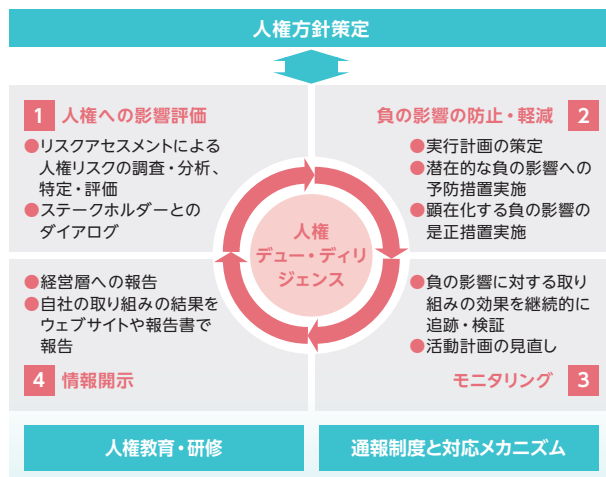 人権方針策定
1 人権への影響評価
●リスクアセスメントによる
人権リスクの調査・分析、
特定・評価
●ステークホルダーとの
ダイアログ
負の影響の防止・軽減 2
●実行計画の策定
●潜在的な負の影響への
予防措置実施
●顕在化する負の影響の
是正措置実施
人権
デュー・ディリ
ジェンス
●経営層への報告
●自社の取り組みの結果を
ウェブサイトや報告書で
報告
4 情報開示
●負の影響に対する取り
組みの効果を継続的に
追跡・検証
●活動計画の見直し
モニタリング 3
人権教育・研修
通報制度と対応メカニズム